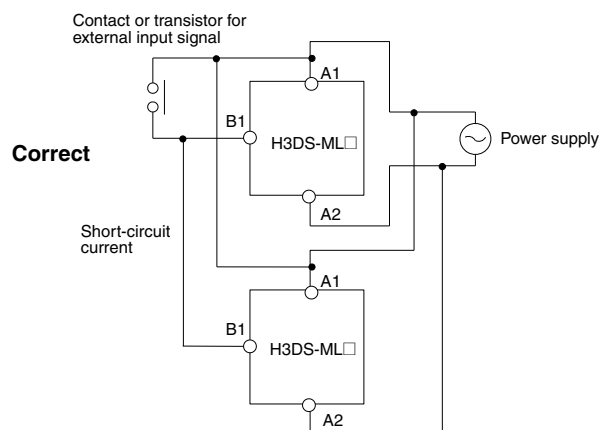 Contact or transistor for
external input signal
A1
B1
H3DS-ML□
Power supply
Correct
A2
Short-circuit
current
A1
B1
H3DS-ML□
A2